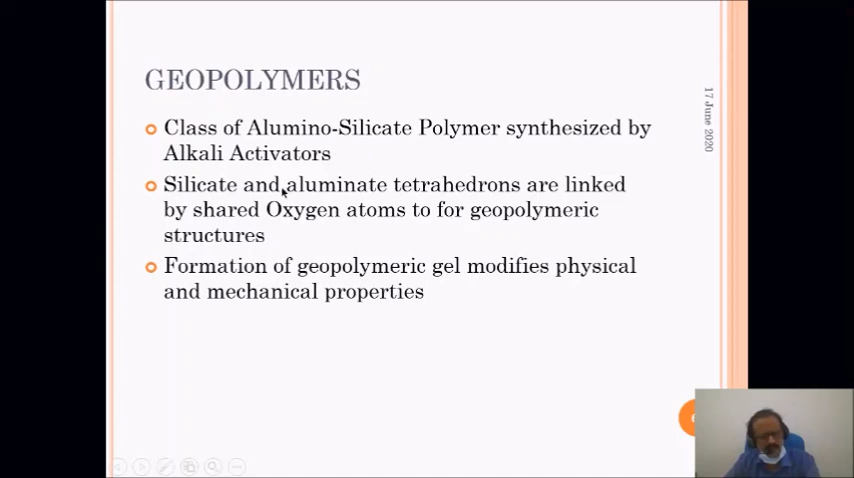 GEOPOLYMERS
Class of Alumino-Silicate Polymer synthesized by
Alkali Activators
Silicate and aluminate tetrahedrons are linked
by shared Oxygen atoms to for geopolymeric
structures
Formation of geopolymeric gel modifies physical
and mechanical properties
17 June 2020